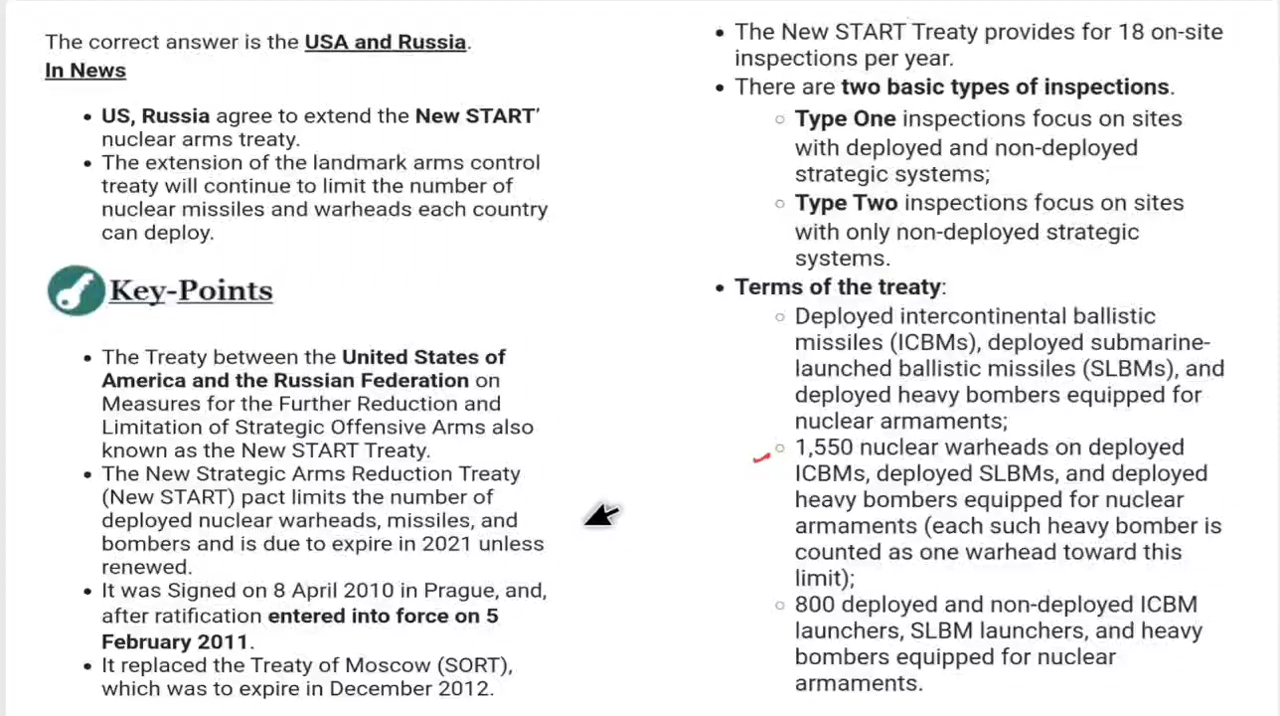 The correct answer is the USA and Russia.
In News
• US, Russia agree to extend the New START’
nuclear arms treaty.
• The extension of the landmark arms control
treaty will continue to limit the number of
nuclear missiles and warheads each country
can deploy.
Key-Points
• The Treaty between the United States of
America and the Russian Federation on
Measures for the Further Reduction and
Limitation of Strategic Offensive Arms also
known as the New START Treaty.
• The New Strategic Arms Reduction Treaty
(New START) pact limits the number of
deployed nuclear warheads, missiles, and
bombers and is due to expire in 2021 unless
renewed.
• It was Signed on 8 April 2010 in Prague, and,
after ratification entered into force on 5
February 2011.
• It replaced the Treaty of Moscow (SORT),
which was to expire in December 2012.
• The New START Treaty provides for 18 on-site
inspections per year.
• There are two basic types of inspections.
○ Type One inspections focus on sites
with deployed and non-deployed
strategic systems;
○ Type Two inspections focus on sites
with only non-deployed strategic
systems.
• Terms of the treaty:
○ Deployed intercontinental ballistic
missiles (ICBMs), deployed submarine-
launched ballistic missiles (SLBMs), and
deployed heavy bombers equipped for
nuclear armaments;
○ 1,550 nuclear warheads on deployed
ICBMs, deployed SLBMs, and deployed
heavy bombers equipped for nuclear
armaments (each such heavy bomber is
counted as one warhead toward this
limit);
○ 800 deployed and non-deployed ICBM
launchers, SLBM launchers, and heavy
bombers equipped for nuclear
armaments.